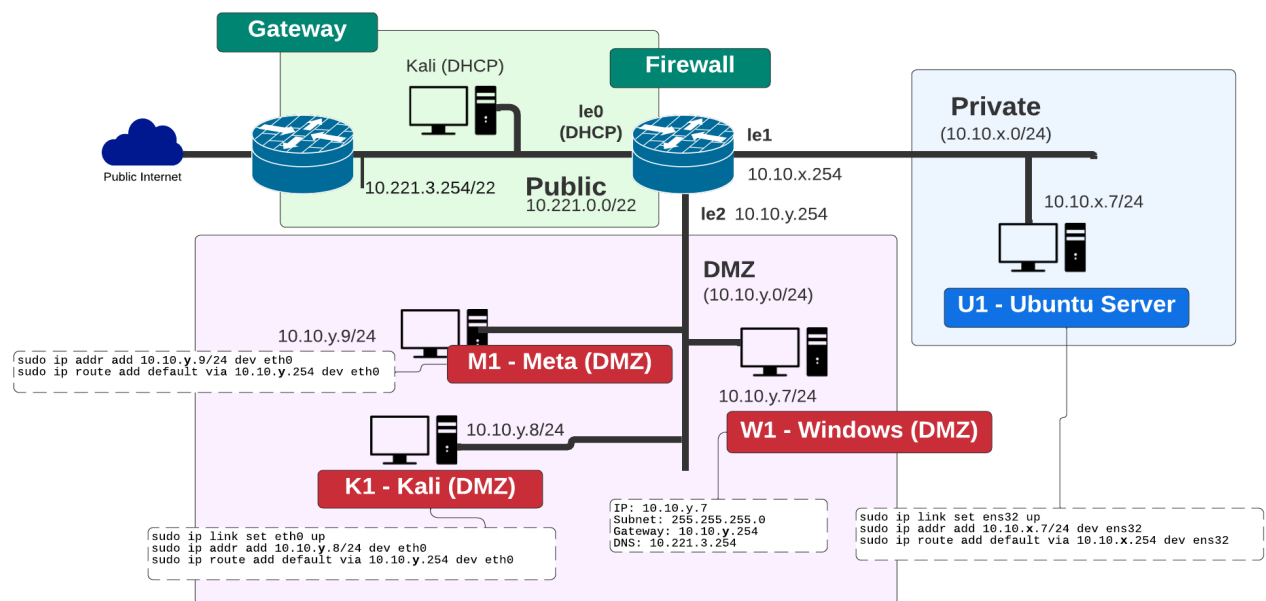 Gateway
Kali (DHCP)
Firewall
le0
(DHCP)
le1
Private
(10.10.x.0/24)
Public Internet
10.221.3.254/22
Public
10.221.0.0/22
10.10.x.254
10.10.x.7/24
le2 10.10.y.254
U1 - Ubuntu Server
DMZ
(10.10.y.0/24)
10.10.y.9/24
M1 - Meta (DMZ)
sudo ip addr add 10.10.y.9/24 dev eth0
sudo ip route add default via 10.10.y.254 dev eth0
10.10.y.7/24
W1 - Windows (DMZ)
10.10.y.8/24
K1 - Kali (DMZ)
IP: 10.10.y.7
Subnet: 255.255.255.0
Gateway: 10.10.y.254
DNS: 10.221.3.254
sudo ip link set ens32 up
sudo ip addr add 10.10.x.7/24 dev ens32
sudo ip route add default via 10.10.x.254 dev ens32
sudo ip link set eth0 up
sudo ip addr add 10.10.y.8/24 dev eth0
sudo ip route add default via 10.10.y.254 dev eth0